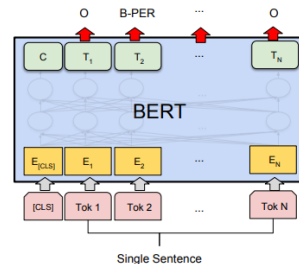 O B-PER ... O
C T1 T2 ... TN
BERT
E[CLS] E1 E2 ... EN
[CLS] Tok 1 Tok 2 ... Tok N
Single Sentence